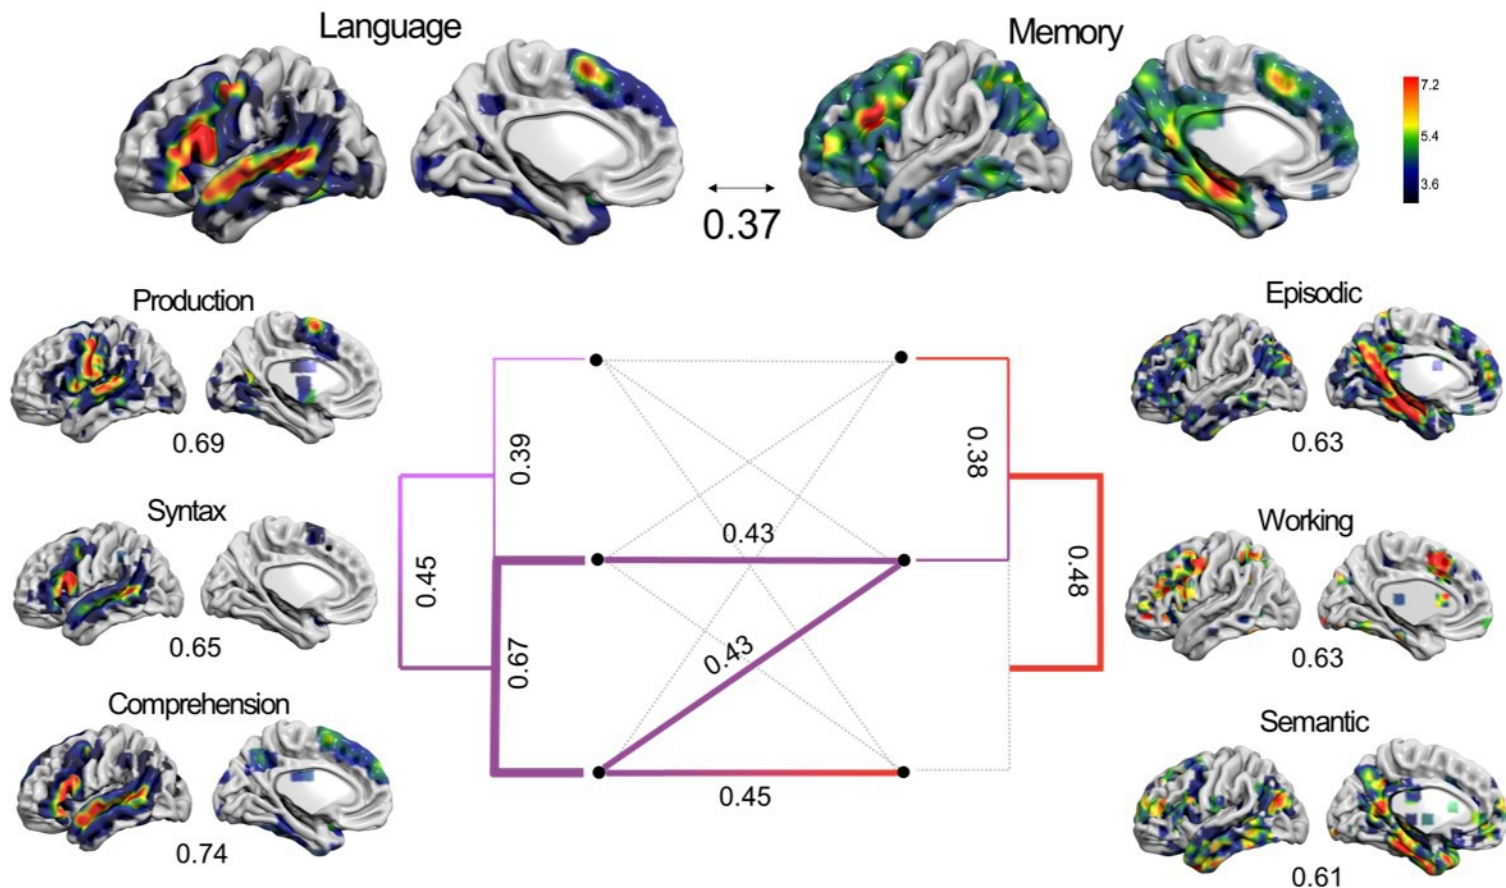 Language
Memory
7.2
5.4
3.6
0.37
Production
0.69
Syntax
0.65
Comprehension
0.74
0.39
0.45
0.67
0.43
0.43
0.45
0.38
0.48
Episodic
0.63
Working
0.63
Semantic
0.61